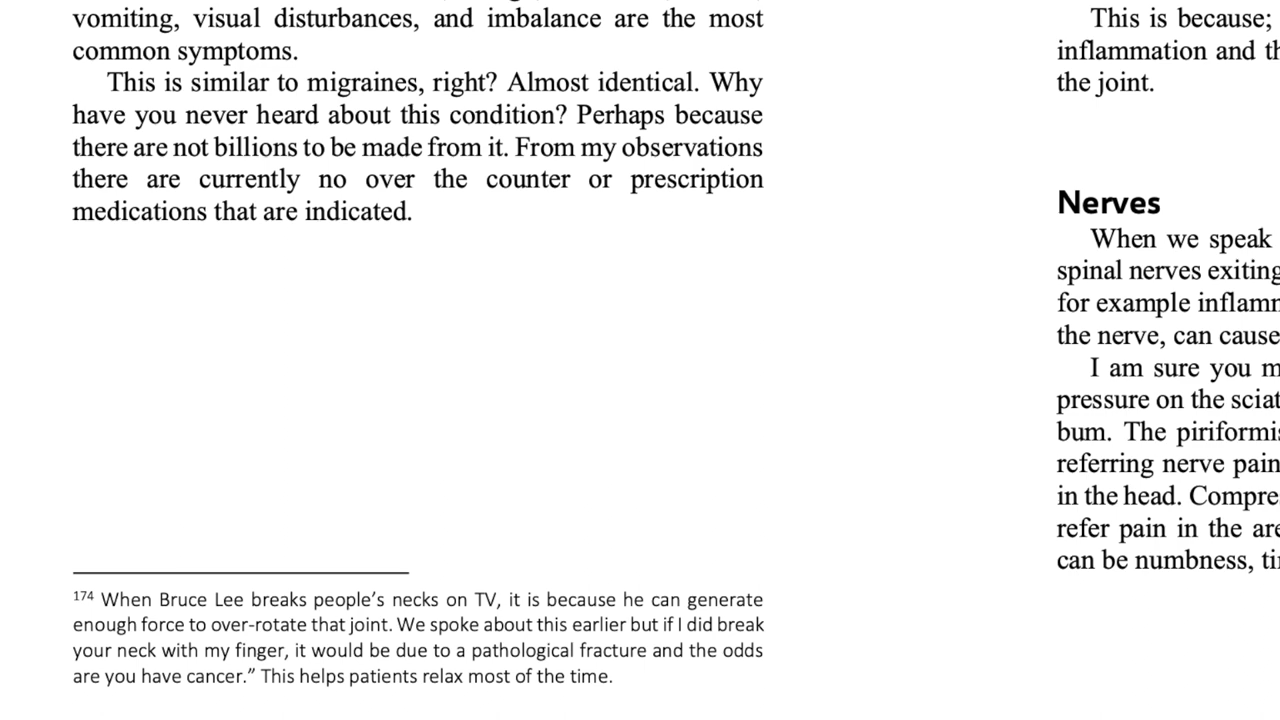 vomiting, visual disturbances, and imbalance are the most
common symptoms.
This is similar to migraines, right? Almost identical. Why
have you never heard about this condition? Perhaps because
there are not billions to be made from it. From my observations
there are currently no over the counter or prescription
medications that are indicated.
174 When Bruce Lee breaks people’s necks on TV, it is because he can generate
enough force to over-rotate that joint. We spoke about this earlier but if I did break
your neck with my finger, it would be due to a pathological fracture and the odds
are you have cancer.” This helps patients relax most of the time.
This is because;
inflammation and
the joint.
Nerves
When we speak
spinal nerves exiting
for example
the nerve, can cause
I am sure you
pressure on the
bum. The
referring nerve pain
in the head.
refer pain in the
can be numbness,